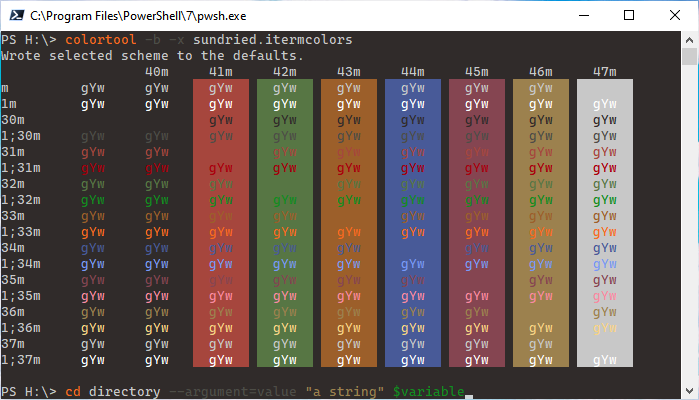 C:\Program Files\PowerShell\7\pwsh.exe
PS H:\> colortool -b -x sundried.itermcolors
Wrote selected scheme to the defaults.
40m 41m 42m 43m 44m 45m 46m 47m
m gYw gYw gYw gYw gYw gYw gYw gYw
1m gYw gYw gYw gYw gYw gYw gYw gYw gYw
30m gYw gYw gYw gYw gYw gYw gYw
1;30m gYw gYw gYw gYw gYw gYw gYw gYw gYw
31m gYw gYw gYw gYw gYw gYw gYw gYw
1;31m gYw gYw gYw gYw gYw gYw gYw gYw gYw
32m gYw gYw gYw gYw gYw gYw gYw gYw
1;32m gYw gYw gYw gYw gYw gYw gYw gYw gYw
33m gYw gYw gYw gYw gYw gYw gYw gYw
1;33m gYw gYw gYw gYw gYw gYw gYw gYw gYw
34m gYw gYw gYw gYw gYw gYw gYw gYw
1;34m gYw gYw gYw gYw gYw gYw gYw gYw gYw
35m gYw gYw gYw gYw gYw gYw gYw gYw
1;35m gYw gYw gYw gYw gYw gYw gYw gYw gYw
36m gYw gYw gYw gYw gYw gYw gYw gYw
1;36m gYw gYw gYw gYw gYw gYw gYw gYw gYw
37m gYw gYw gYw gYw gYw gYw gYw gYw
1;37m gYw gYw gYw gYw gYw gYw gYw gYw gYw
PS H:\> cd directory --argument=value "a string" $variable